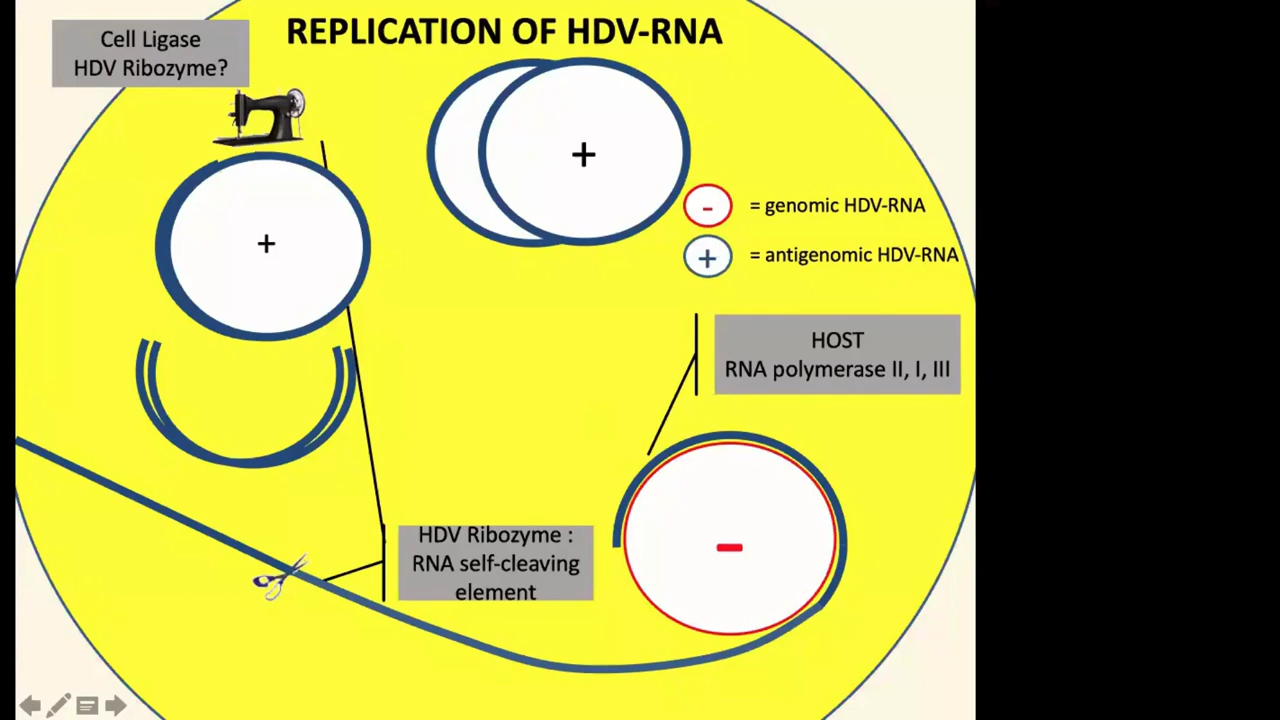 REPLICATION OF HDV-RNA
Cell Ligase
HDV Ribozyme?
+
+
- = genomic HDV-RNA
+ = antigenomic HDV-RNA
HOST
RNA polymerase II, I, III
HDV Ribozyme :
RNA self-cleaving
element
-